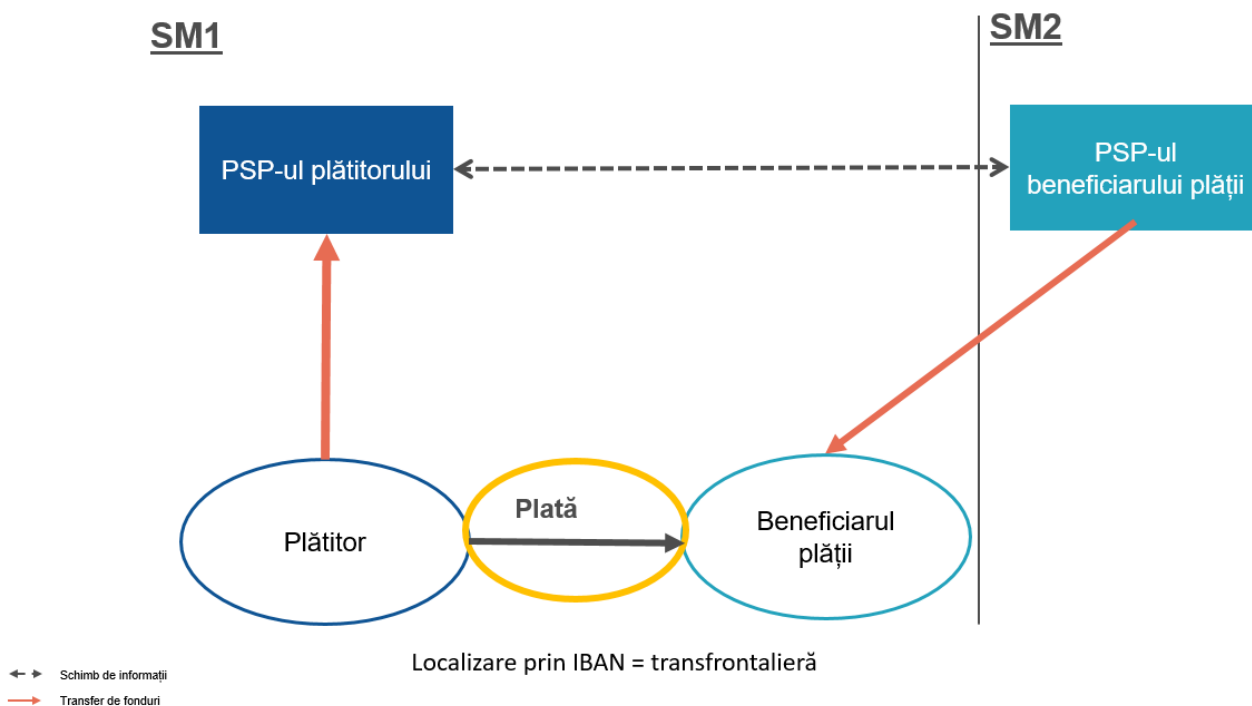 SM1
SM2
PSP-ul plătitorului
PSP-ul
beneficiarului plății
Plătitor
Plată
Beneficiarul
plății
Localizare prin IBAN = transfrontalieră
Schimb de informații
Transfer de fonduri